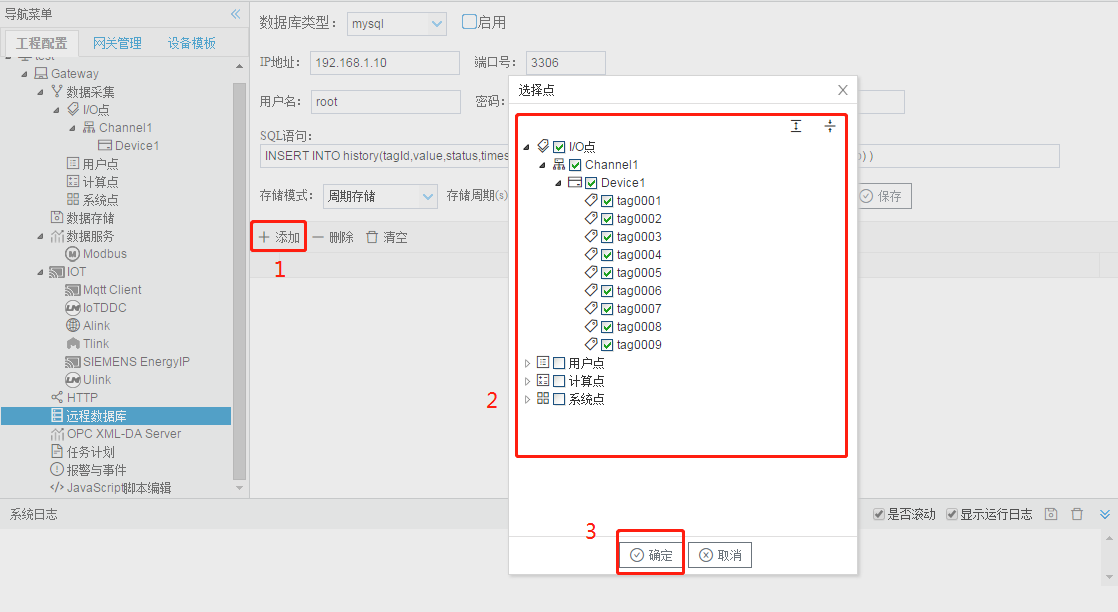 导航菜单
工程配置 网关管理 设备模板
test
Gateway
数据采集
I/O点
Channel1
Device1
用户点
计算点
系统点
数据存储
数据服务
Modbus
IOT
Mqtt Client
IoTDDC
Alink
Tlink
SIEMENS EnergyIP
Ulink
HTTP
远程数据库
OPC XML-DA Server
任务计划
报警与事件
JavaScript脚本编辑
数据库类型: mysql 启用
IP地址: 192.168.1.10 端口号: 3306
用户名: root 密码:
SQL语句:
INSERT INTO history(tagId,value,status,times
存储模式: 周期存储 存储周期(s) 保存
添加 删除 清空
1
选择点
I/O点
Channel1
Device1
tag0001
tag0002
tag0003
tag0004
tag0005
tag0006
tag0007
tag0008
tag0009
用户点
计算点
系统点
2
3
确定 取消
系统日志 是否滚动 显示运行日志